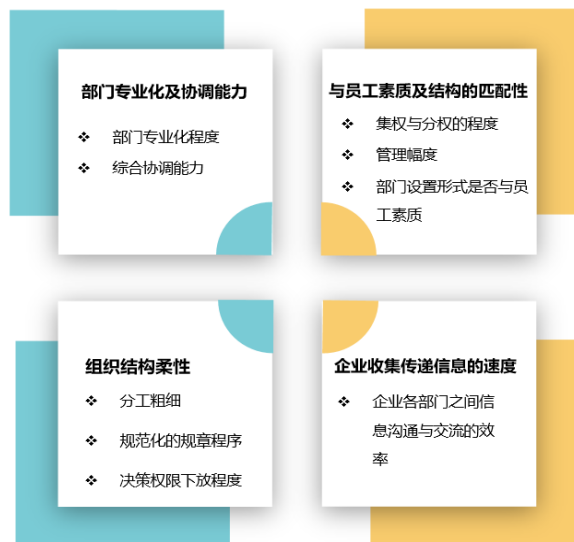 部门专业化及协调能力
❖ 部门专业化程度
❖ 综合协调能力
与员工素质及结构的匹配性
❖ 集权与分权的程度
❖ 管理幅度
❖ 部门设置形式是否与员
工素质
组织结构柔性
❖ 分工粗细
❖ 规范化的规章程序
❖ 决策权限下放程度
企业收集传递信息的速度
❖ 企业各部门之间信
息沟通与交流的效
率